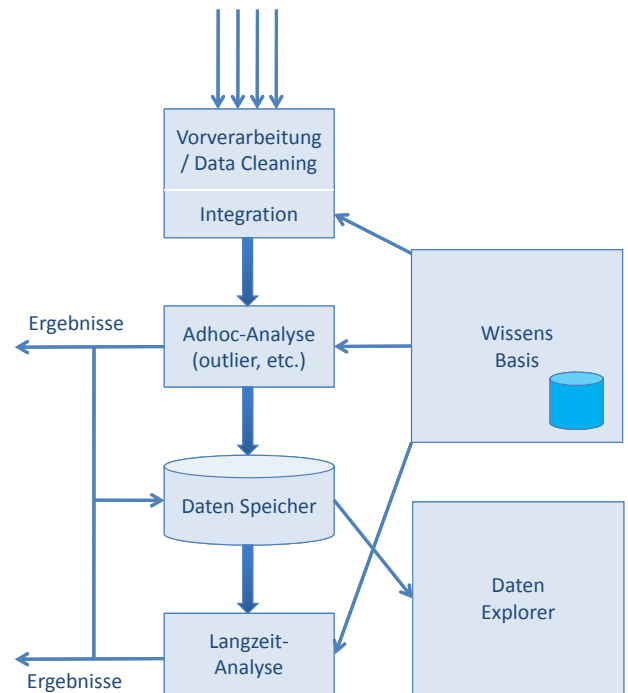 Vorverarbeitung
/ Data Cleaning
Integration
Ergebnisse
Adhoc-Analyse
(outlier, etc.)
Wissens
Basis
Daten Speicher
Daten
Explorer
Langzeit-
Analyse
Ergebnisse